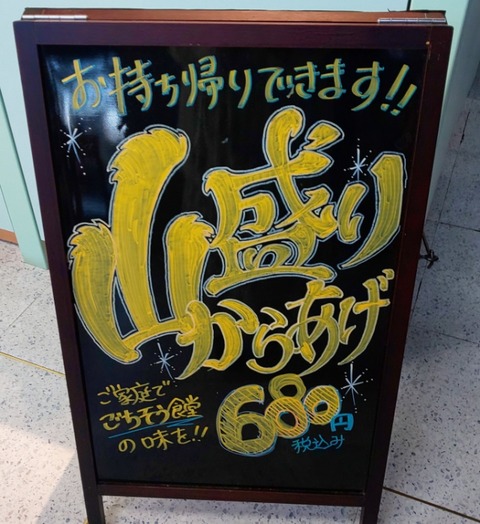 お持ち帰りできます!!
山盛り
からあげ
ご家庭で
ごちそう食堂
の味を!!
680円
税込み